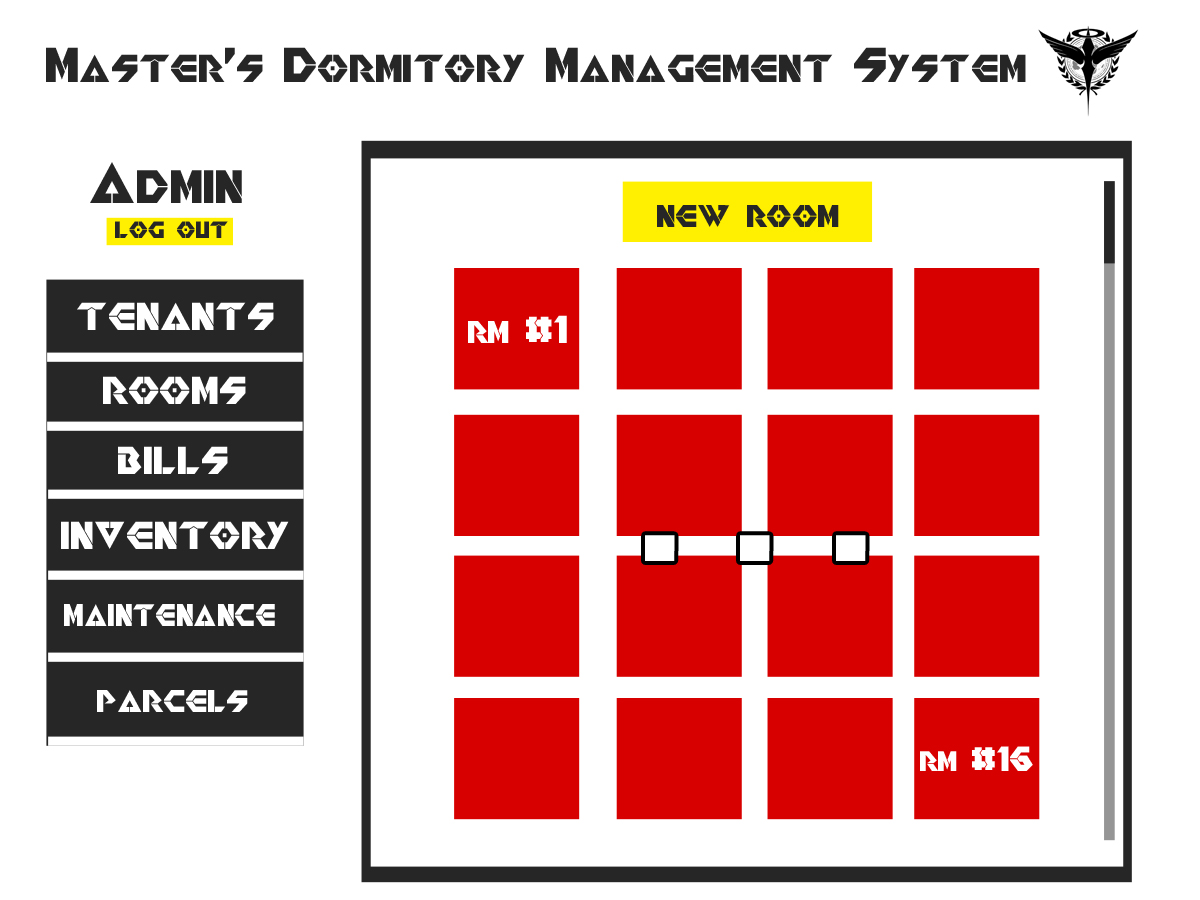 Master's Dormitory Management System
Admin
LOG OUT
TENANTS
ROOMS
BILLS
INVENTORY
MAINTENANCE
PARCELS
NEW ROOM
RM #1
RM #16